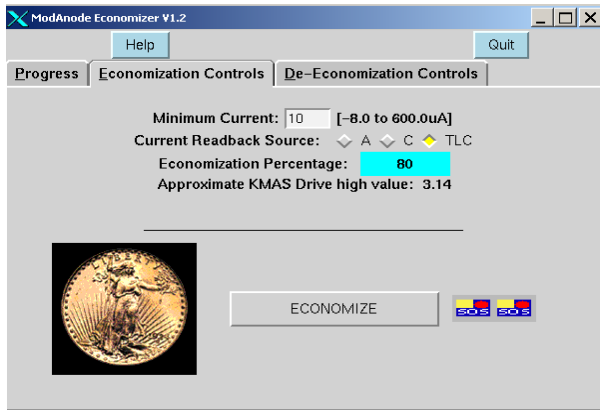 ModAnode Economizer V1.2
Help Quit
Progress Economization Controls De-Economization Controls
Minimum Current: 10 [-8.0 to 600.0uA]
Current Readback Source: A C TLC
Economization Percentage: 80
Approximate KMAS Drive high value: 3.14
LIBERTY
ECONOMIZE SOS SOS